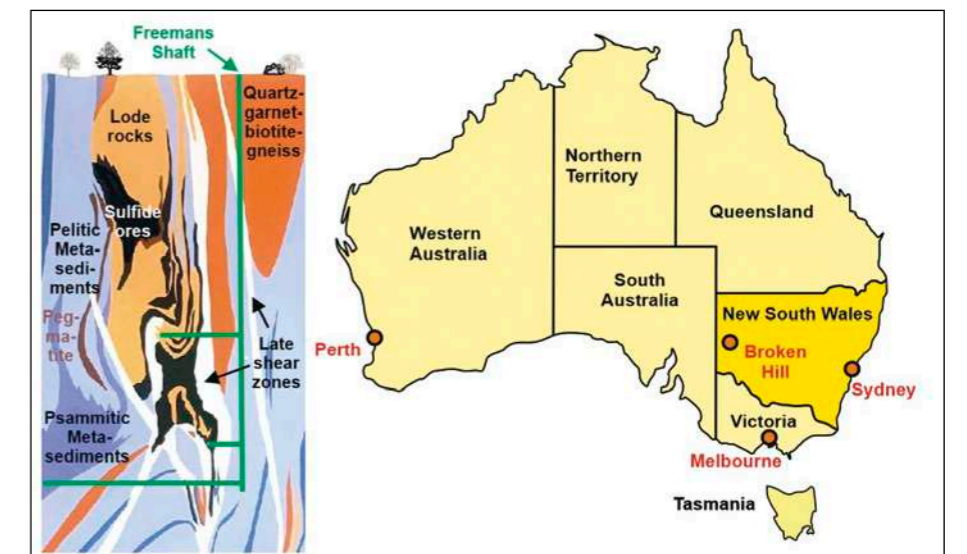 Freemans
Shaft
Quartz-
garnet-
biotite-
gneiss
Lode
rocks
Sulfide
ores
Pelitic
Meta-
sedi-
ments
Peg-
ma-
tite
Late
shear
zones
Psammitic
Meta-
sediments
Northern
Territory
Queensland
Western
Australia
South
Australia
New South Wales
Perth
Broken
Hill
Sydney
Victoria
Melbourne
Tasmania